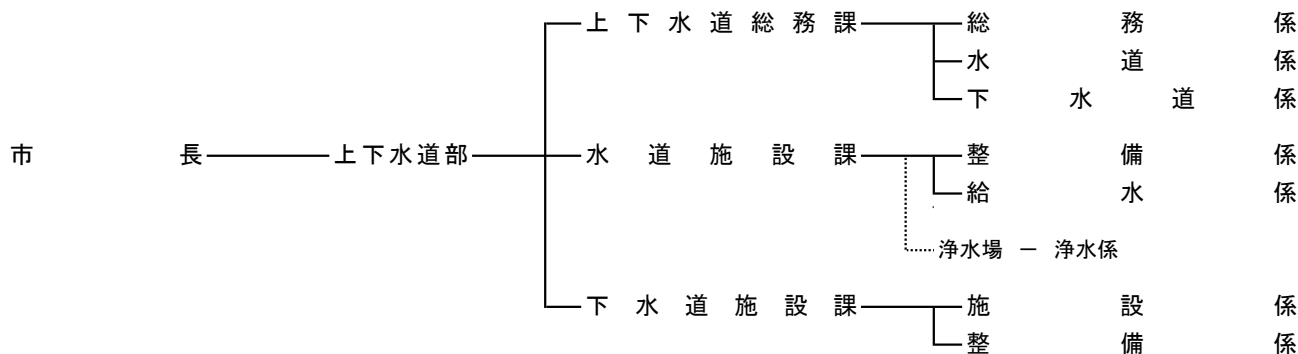 上下水道総務課 総務係
水道係
下水道係
市長 上下水道部 水道施設課 整備係
給水係
浄水場 － 浄水係
下水道施設課 施設係
整備係